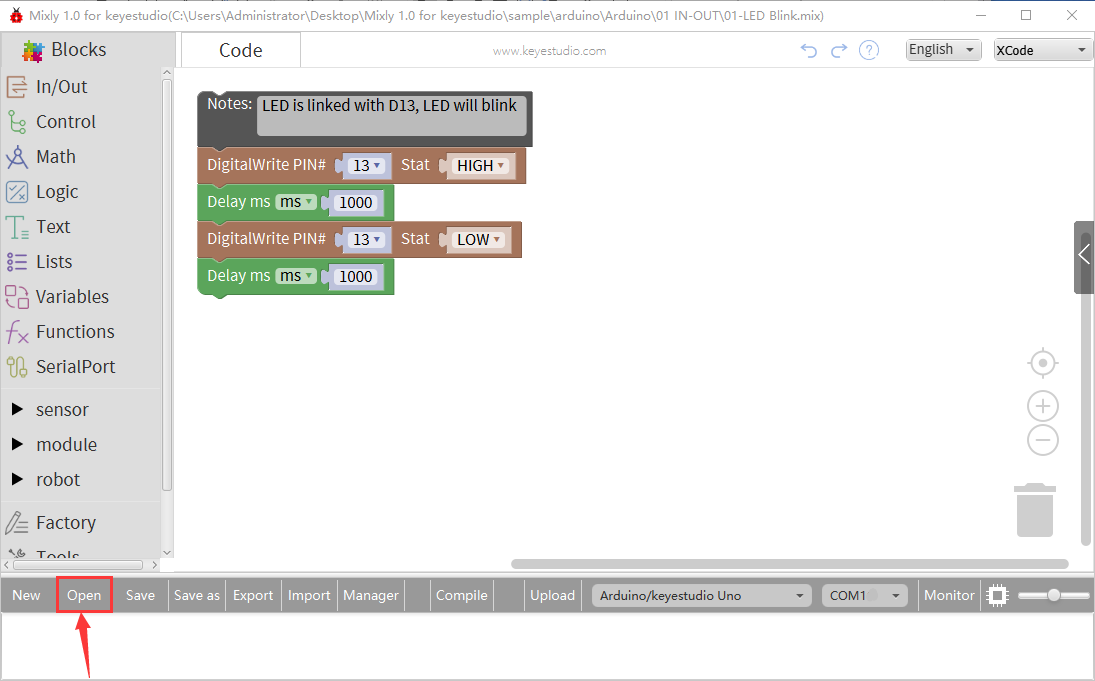 Mixly 1.0 for keyestudio(C:\Users\Administrator\Desktop\Mixly 1.0 for keyestudio\sample\arduino\Arduino\01 IN-OUT\01-LED Blink.mix)
Blocks
Code
www.keyestudio.com
?
English
XCode
In/Out
Control
Math
Logic
Text
Lists
Variables
Functions
SerialPort
sensor
module
robot
Factory
Tools
Notes: LED is linked with D13, LED will blink
DigitalWrite PIN# 13 Stat HIGH
Delay ms ms 1000
DigitalWrite PIN# 13 Stat LOW
Delay ms ms 1000
New Open Save Save as Export Import Manager Compile Upload Arduino/keyestudio Uno COM1 Monitor